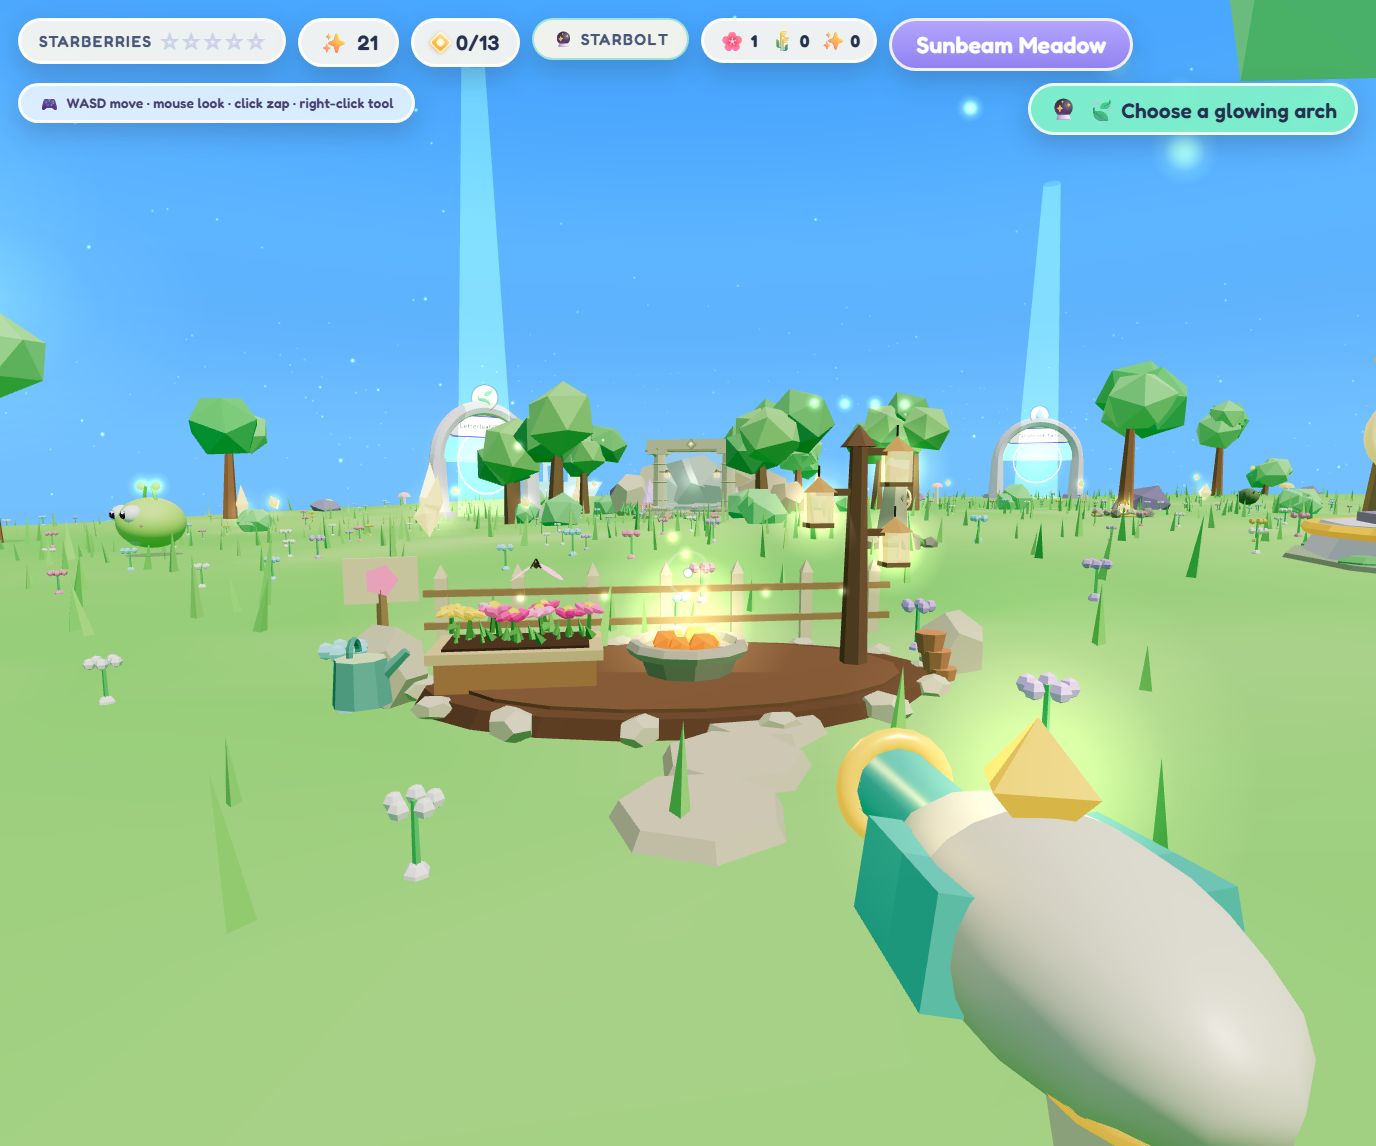 STARBERRIES
21
0/13
STARBOLT
1
0
0
Sunbeam Meadow
WASD move · mouse look · click zap · right-click tool
Choose a glowing arch